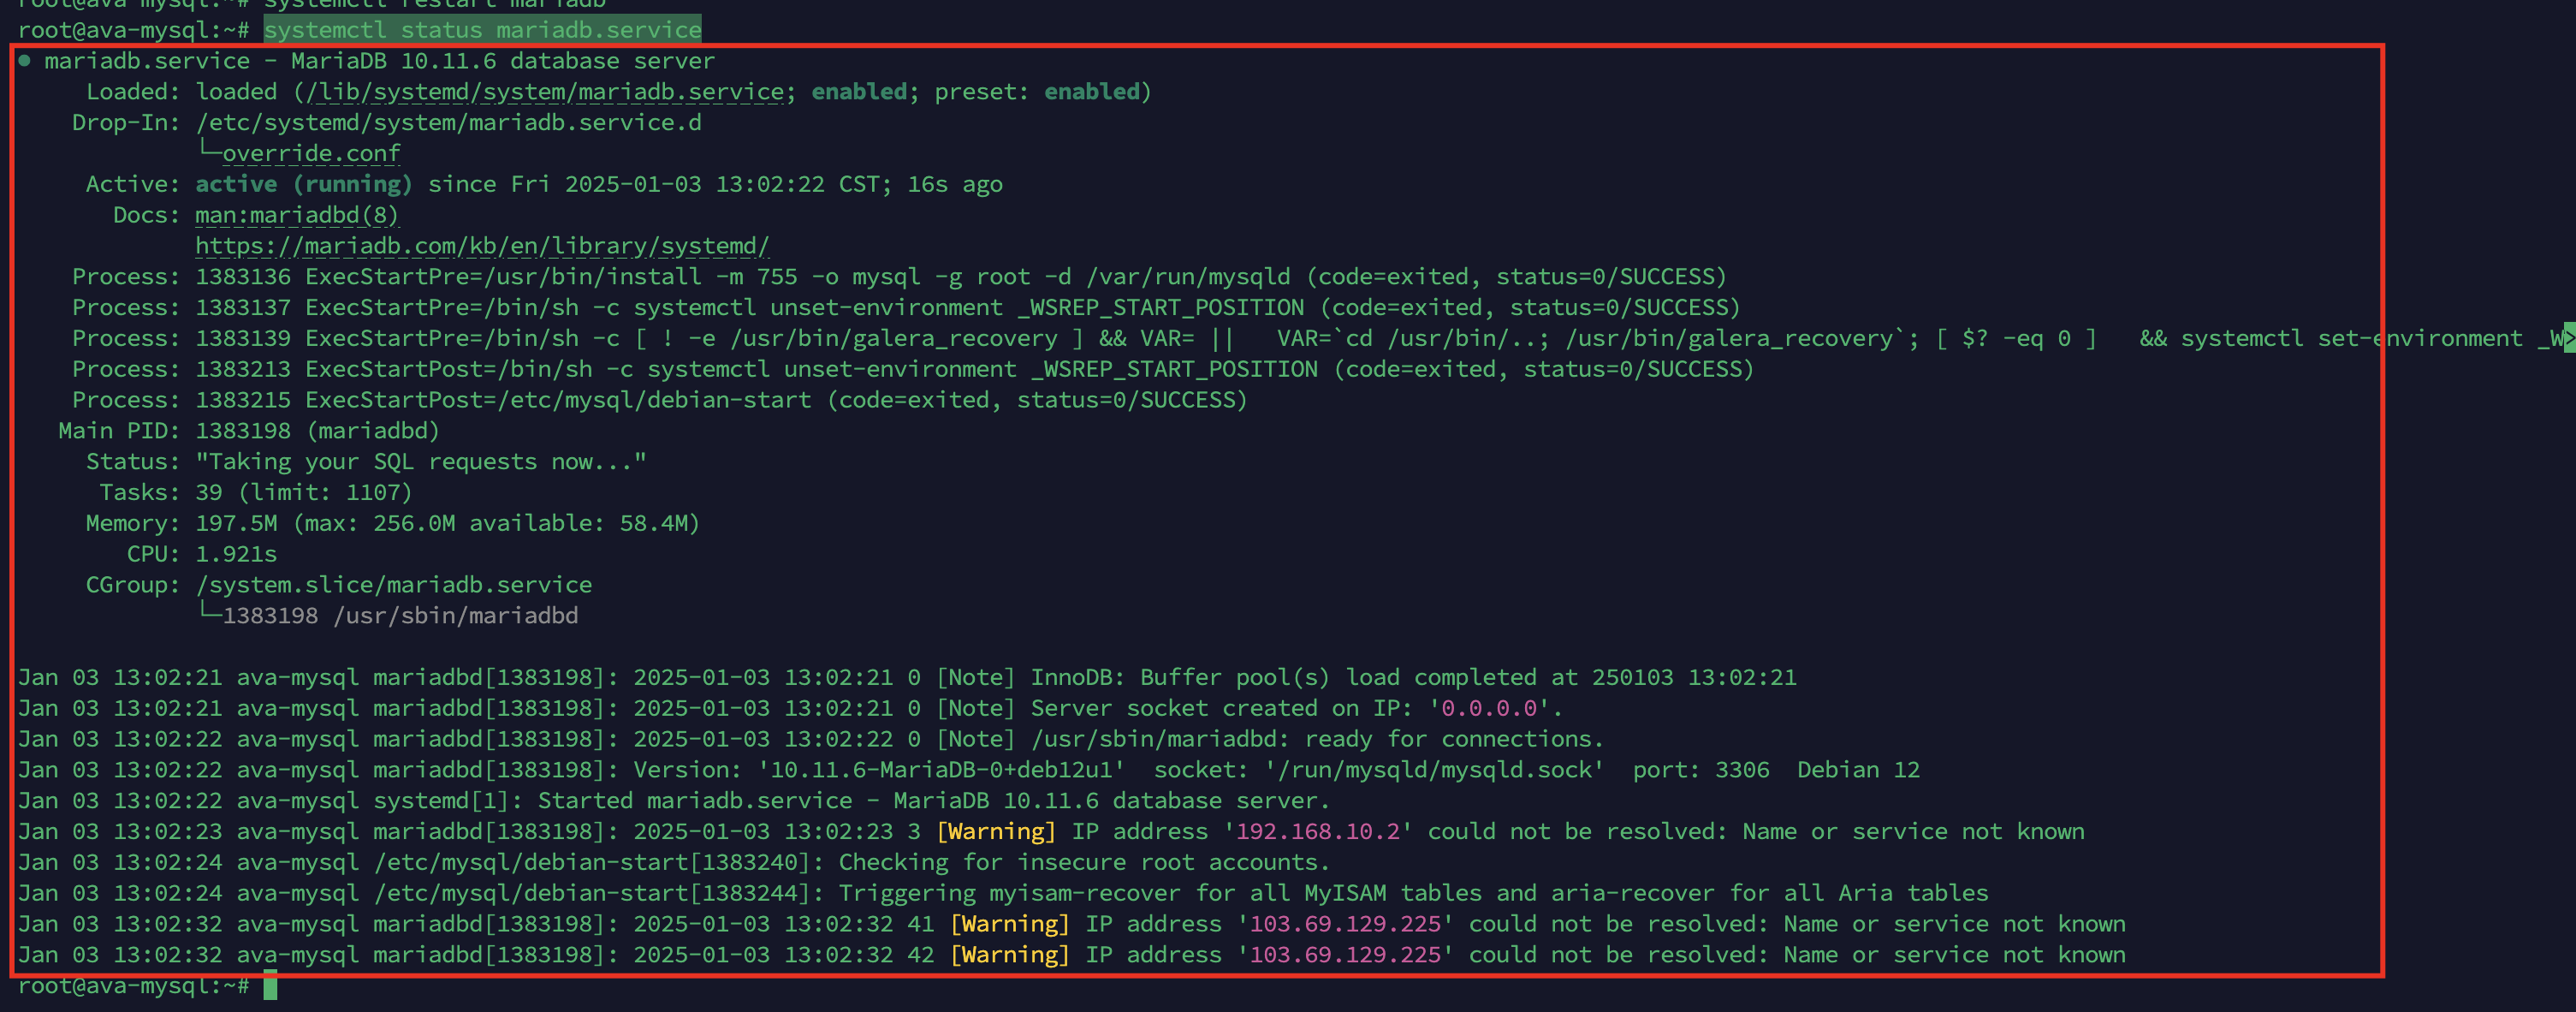 root@ava-mysql:~# systemctl restart mariadb
root@ava-mysql:~# systemctl status mariadb.service
● mariadb.service - MariaDB 10.11.6 database server
     Loaded: loaded (/lib/systemd/system/mariadb.service; enabled; preset: enabled)
    Drop-In: /etc/systemd/system/mariadb.service.d
             └─override.conf
     Active: active (running) since Fri 2025-01-03 13:02:22 CST; 16s ago
       Docs: man:mariadbd(8)
             https://mariadb.com/kb/en/library/systemd/
    Process: 1383136 ExecStartPre=/usr/bin/install -m 755 -o mysql -g root -d /var/run/mysqld (code=exited, status=0/SUCCESS)
    Process: 1383137 ExecStartPre=/bin/sh -c systemctl unset-environment _WSREP_START_POSITION (code=exited, status=0/SUCCESS)
    Process: 1383139 ExecStartPre=/bin/sh -c [ ! -e /usr/bin/galera_recovery ] && VAR= ||   VAR=`cd /usr/bin/..; /usr/bin/galera_recovery`; [ $? -eq 0 ]   && systemctl set-environment _W>
    Process: 1383213 ExecStartPost=/bin/sh -c systemctl unset-environment _WSREP_START_POSITION (code=exited, status=0/SUCCESS)
    Process: 1383215 ExecStartPost=/etc/mysql/debian-start (code=exited, status=0/SUCCESS)
   Main PID: 1383198 (mariadbd)
     Status: "Taking your SQL requests now..."
      Tasks: 39 (limit: 1107)
     Memory: 197.5M (max: 256.0M available: 58.4M)
        CPU: 1.921s
     CGroup: /system.slice/mariadb.service
             └─1383198 /usr/sbin/mariadbd
Jan 03 13:02:21 ava-mysql mariadbd[1383198]: 2025-01-03 13:02:21 0 [Note] InnoDB: Buffer pool(s) load completed at 250103 13:02:21
Jan 03 13:02:21 ava-mysql mariadbd[1383198]: 2025-01-03 13:02:21 0 [Note] Server socket created on IP: '0.0.0.0'.
Jan 03 13:02:22 ava-mysql mariadbd[1383198]: 2025-01-03 13:02:22 0 [Note] /usr/sbin/mariadbd: ready for connections.
Jan 03 13:02:22 ava-mysql mariadbd[1383198]: Version: '10.11.6-MariaDB-0+deb12u1'  socket: '/run/mysqld/mysqld.sock'  port: 3306  Debian 12
Jan 03 13:02:22 ava-mysql systemd[1]: Started mariadb.service - MariaDB 10.11.6 database server.
Jan 03 13:02:23 ava-mysql mariadbd[1383198]: 2025-01-03 13:02:23 3 [Warning] IP address '192.168.10.2' could not be resolved: Name or service not known
Jan 03 13:02:24 ava-mysql /etc/mysql/debian-start[1383240]: Checking for insecure root accounts.
Jan 03 13:02:24 ava-mysql /etc/mysql/debian-start[1383244]: Triggering myisam-recover for all MyISAM tables and aria-recover for all Aria tables
Jan 03 13:02:32 ava-mysql mariadbd[1383198]: 2025-01-03 13:02:32 41 [Warning] IP address '103.69.129.225' could not be resolved: Name or service not known
Jan 03 13:02:32 ava-mysql mariadbd[1383198]: 2025-01-03 13:02:32 42 [Warning] IP address '103.69.129.225' could not be resolved: Name or service not known
root@ava-mysql:~#